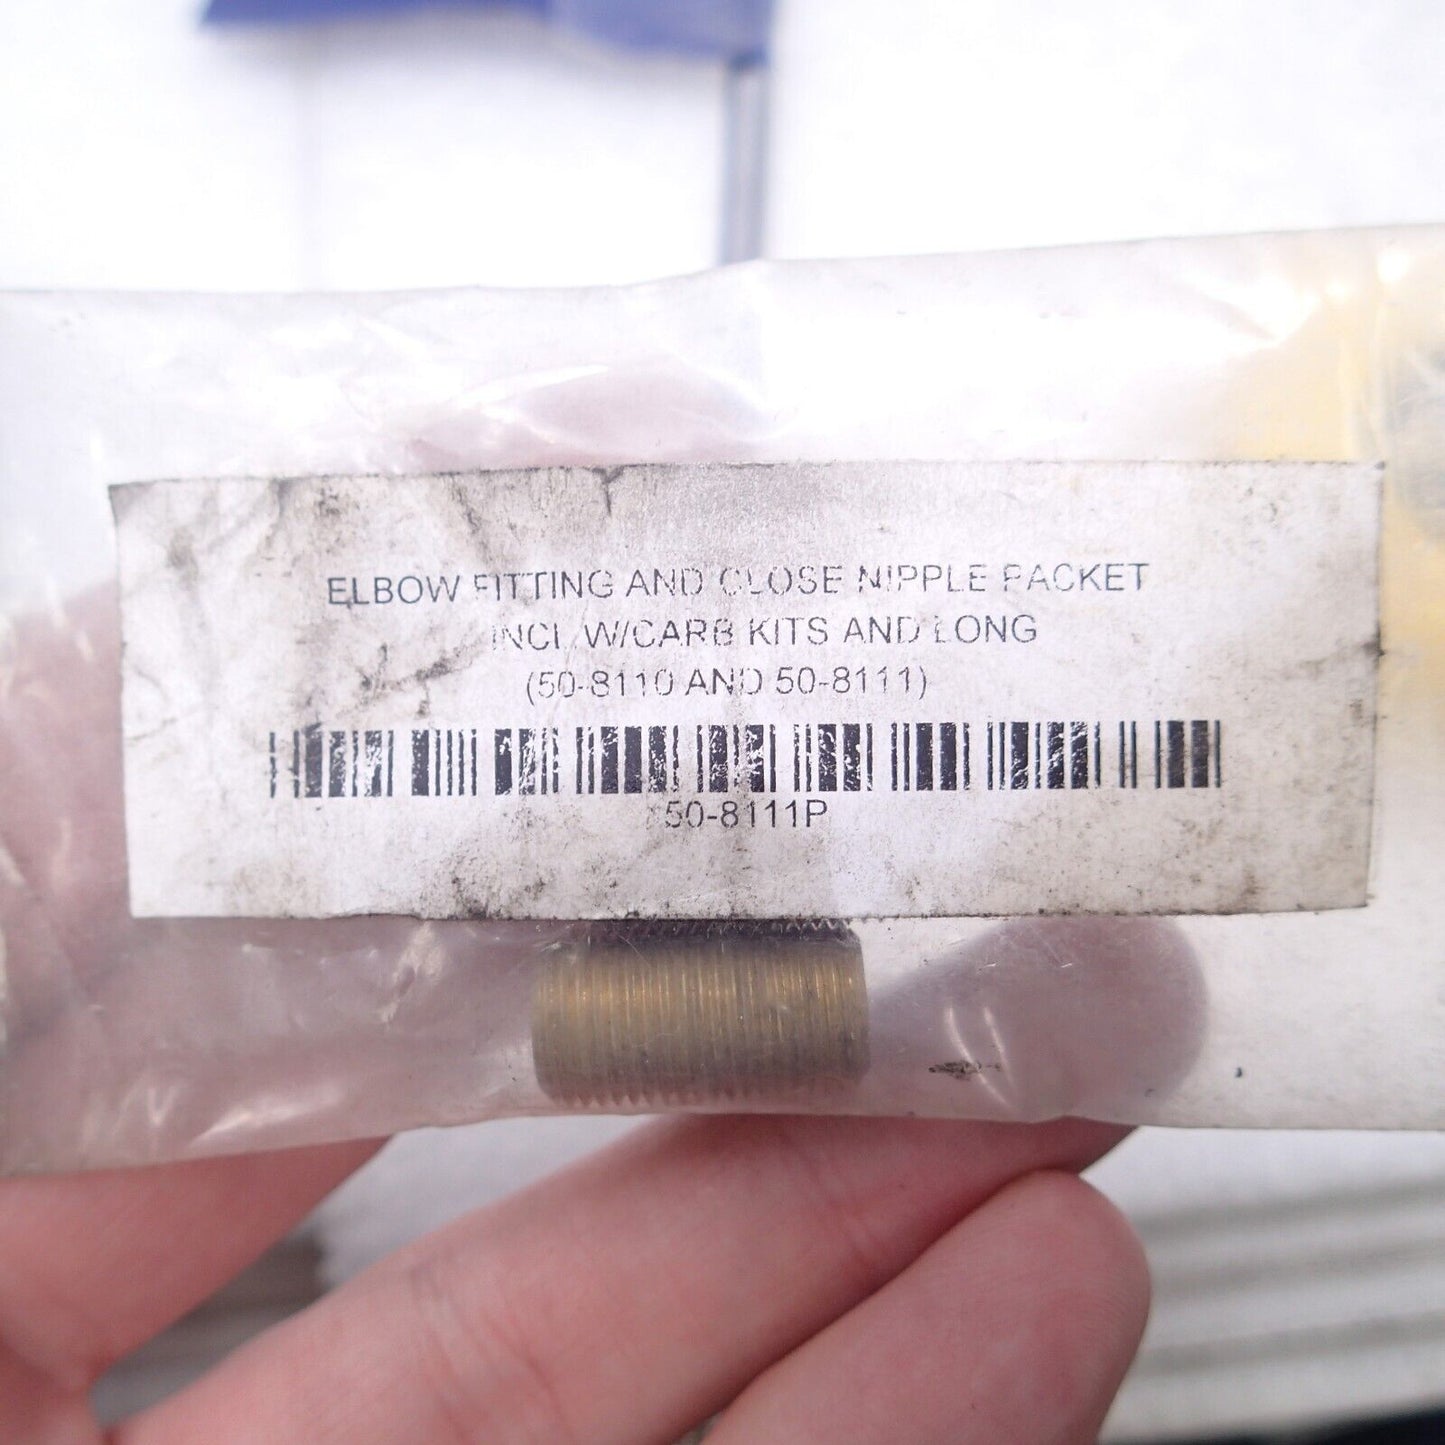 ELBOW FITTING AND CLOSE NIPPLE PACKET
INCL W/CARB KITS AND LONG
(50-8110 AND 50-8111)
50-8111P